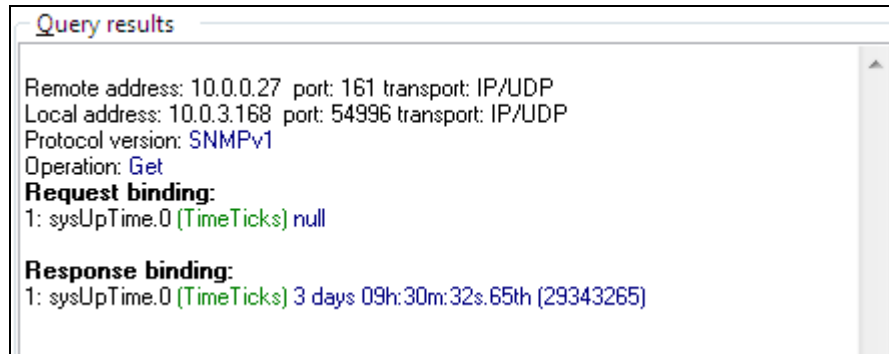 Query results
Remote address: 10.0.0.27  port: 161 transport: IP/UDP
Local address: 10.0.3.168  port: 54996 transport: IP/UDP
Protocol version: SNMPv1
Operation: Get
Request binding:
1: sysUpTime.0 (TimeTicks) null
Response binding:
1: sysUpTime.0 (TimeTicks) 3 days 09h:30m:32s.65th (29343265)